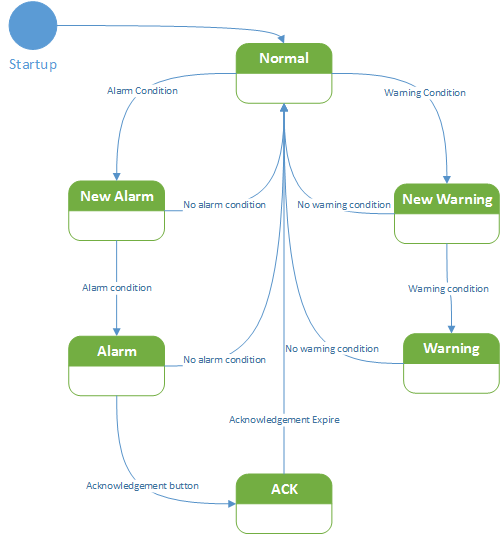 Startup
Normal
Alarm Condition
Warning Condition
New Alarm
New Warning
No alarm condition
No warning condition
Alarm condition
Warning condition
Alarm
Warning
No alarm condition
No warning condition
Acknowledgement Expire
Acknowledgement button
ACK